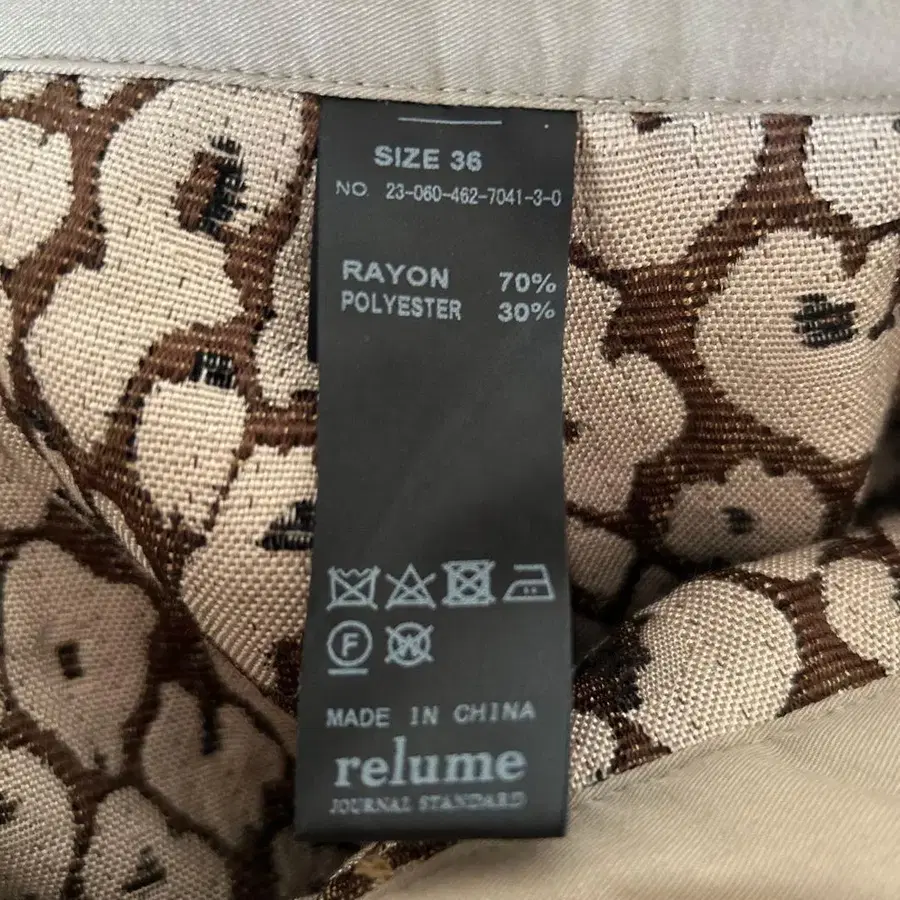 SIZE 36
NO. 23-060-462-7041-3-0
RAYON 70%
POLYESTER 30%
F W
MADE IN CHINA
relume
JOURNAL STANDARD